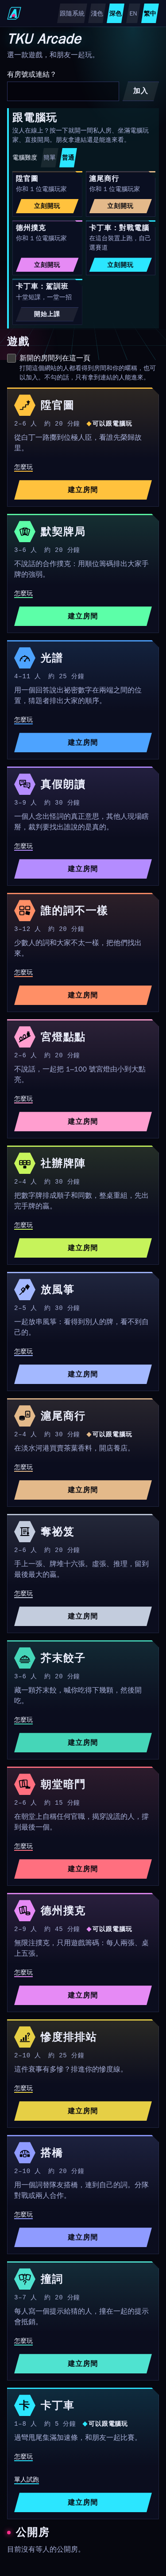 跟隨系統 淺色 深色 EN 繁中
TKU Arcade
選一款遊戲，和朋友一起玩。
有房號或連結？
加入
跟電腦玩
沒人在線上？按一下就開一間私人房，坐滿電腦玩
家、直接開局。朋友拿連結還是隨進來看。
電腦難度 簡單 普通
陞官圖
你和 1 位電腦玩家
立刻開玩
滬尾商行
你和 1 位電腦玩家
立刻開玩
德州撲克
你和 1 位電腦玩家
立刻開玩
卡丁車：對戰電腦
在這台裝置上跑，自己
選賽道
立刻開玩
卡丁車：駕訓班
十堂短課，一堂一招
開始上課
遊戲
新開的房間列在這一頁
打開這個網站的人都看得到房間和你的暱稱，也可
以加入。不勾的話，只有拿到連結的人能進來。
陞官圖
2–6 人 約 20 分鐘 ◆可以跟電腦玩
從白丁一路擲到位極人臣，看誰先榮歸故
里。
怎麼玩
建立房間
默契牌局
3–6 人 約 20 分鐘
不說話的合作撲克：用順位籌碼排出大家手
牌的強弱。
怎麼玩
建立房間
光譜
4–11 人 約 25 分鐘
用一個回答說出祕密數字在兩端之間的位
置，猜題者排出大家的順序。
怎麼玩
建立房間
真假朗讀
3–9 人 約 30 分鐘
一個人念出怪詞的真正意思，其他人現場瞎
掰，裁判要找出誰說的是真的。
怎麼玩
建立房間
誰的詞不一樣
3–12 人 約 20 分鐘
少數人的詞和大家不太一樣，把他們找出
來。
怎麼玩
建立房間
宮燈點點
2–6 人 約 20 分鐘
不說話，一起把 1–100 號宮燈由小到大點
亮。
怎麼玩
建立房間
社辦牌陣
2–4 人 約 30 分鐘
把數字牌排成順子和同數，整桌重組，先出
完手牌的贏。
怎麼玩
建立房間
放風箏
2–5 人 約 30 分鐘
一起放串風箏：看得到別人的牌，看不到自
己的。
怎麼玩
建立房間
滬尾商行
2–4 人 約 30 分鐘 ◆可以跟電腦玩
在淡水河港買賣茶葉香料，開店養店。
怎麼玩
建立房間
奪祕笈
2–6 人 約 20 分鐘
手上一張、牌堆十六張。虛張、推理，留到
最後最大的贏。
怎麼玩
建立房間
芥末餃子
3–6 人 約 20 分鐘
藏一顆芥末餃，喊你吃得下幾顆，然後開
吃。
怎麼玩
建立房間
朝堂暗鬥
2–6 人 約 15 分鐘
在朝堂上自稱任何官職，揭穿說謊的人，撐
到最後一個。
怎麼玩
建立房間
德州撲克
2–9 人 約 45 分鐘 ◆可以跟電腦玩
無限注撲克，只用遊戲籌碼：每人兩張、桌
上五張。
怎麼玩
建立房間
慘度排排站
2–10 人 約 25 分鐘
這件衰事有多慘？排進你的慘度線。
怎麼玩
建立房間
搭橋
2–10 人 約 20 分鐘
用一個詞替隊友搭橋，連到自己的詞。分隊
對戰或兩人合作。
怎麼玩
建立房間
撞詞
3–7 人 約 20 分鐘
每人寫一個提示給猜的人，撞在一起的提示
會抵銷。
怎麼玩
建立房間
卡丁車
1–8 人 約 5 分鐘 ◆可以跟電腦玩
過彎甩尾集滿加速條，和朋友一起比賽。
怎麼玩
單人試跑
建立房間
公開房
目前沒有等人的公開房。